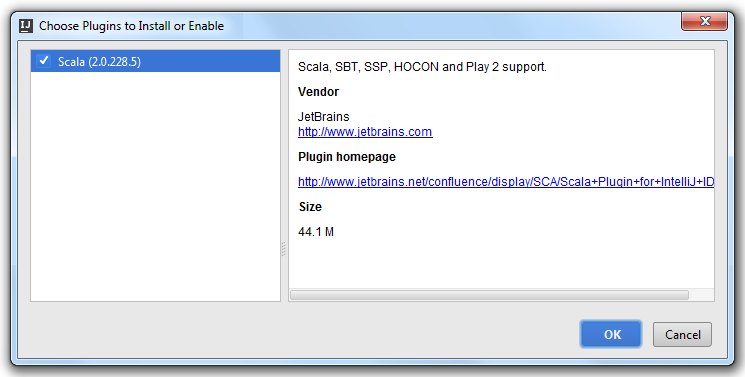 IJ
Choose Plugins to Install or Enable
Scala (2.0.228.5)
Scala, SBT, SSP, HOCON and Play 2 support.
Vendor
JetBrains
http://www.jetbrains.com
Plugin homepage
http://www.jetbrains.net/confluence/display/SCA/Scala+Plugin+for+IntelliJ+ID
Size
44.1 M
OK
Cancel